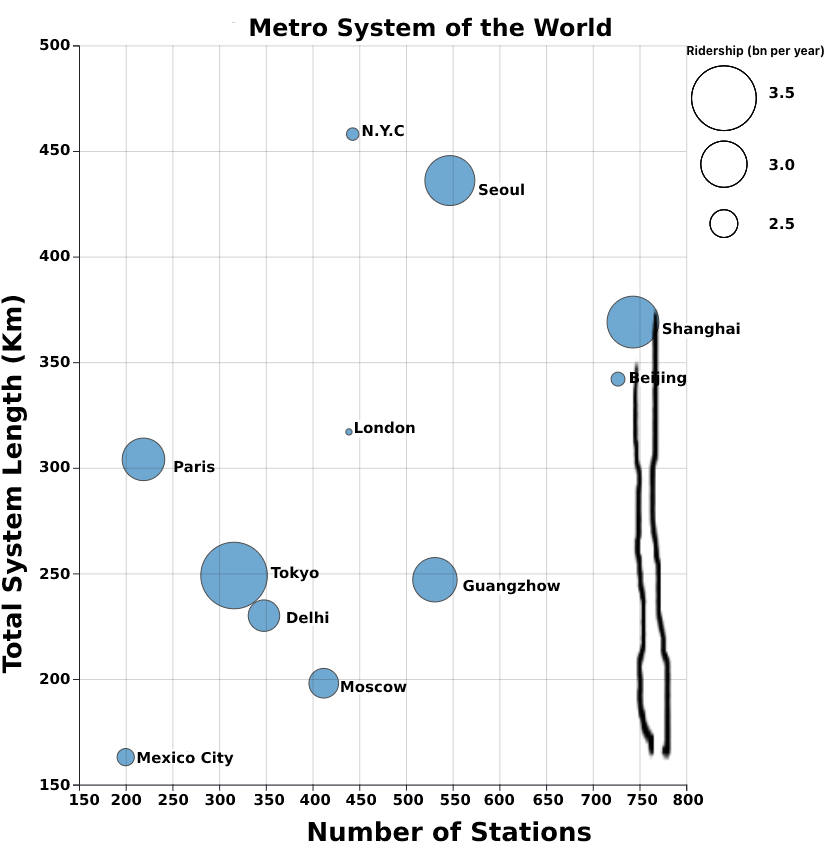 Metro System of the World
Ridership (bn per year)
3.5
3.0
2.5
Total System Length (Km)
500
450
400
350
300
250
200
150
N.Y.C
Seoul
Shanghai
Beijing
London
Paris
Tokyo
Guangzhow
Delhi
Moscow
Mexico City
150 200 250 300 350 400 450 500 550 600 700 750 800
Number of Stations